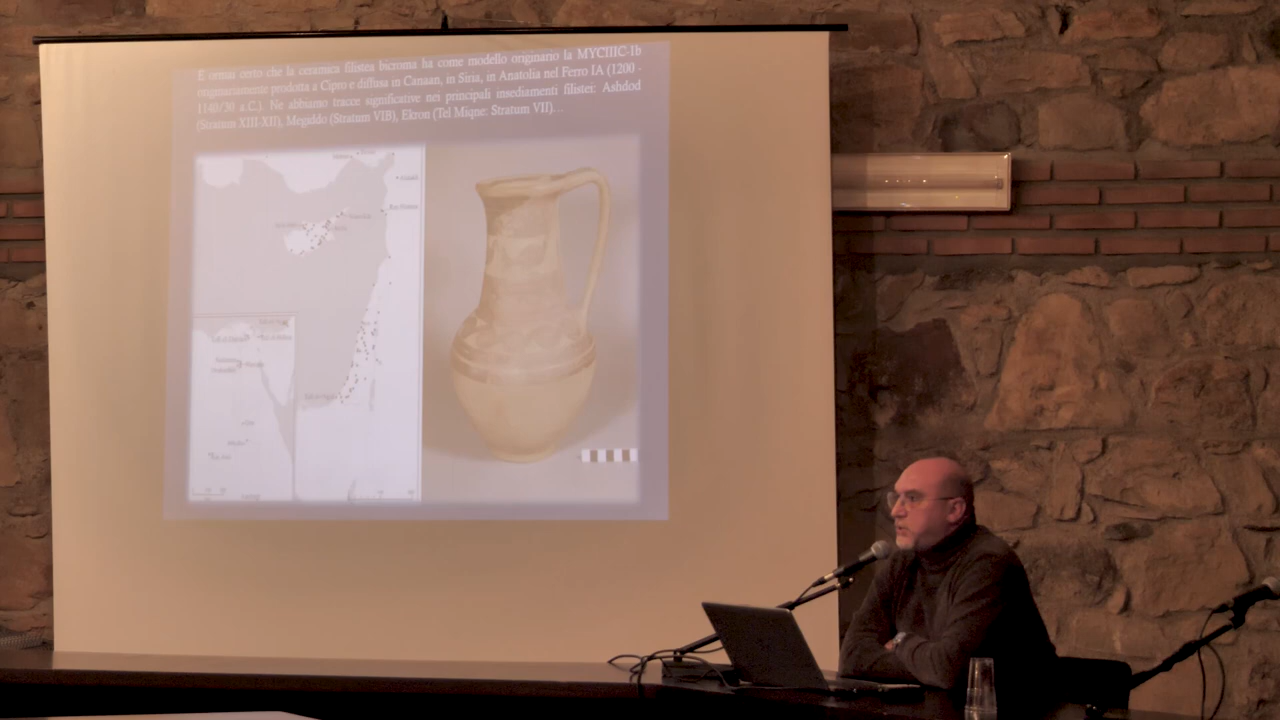 È ormai certo che la ceramica filistea bicroma ha come modello originario la MYCIIIC-1b
originariamente prodotta a Cipro e diffusa in Canaan, in Siria, in Anatolia nel Ferro IA (1200 -
1140/30 a.C.). Ne abbiamo tracce significative nei principali insediamenti filistei: Ashdod
(Stratum XIII-XII), Megiddo (Stratum VIB), Ekron (Tel Miqne: Stratum VII)…